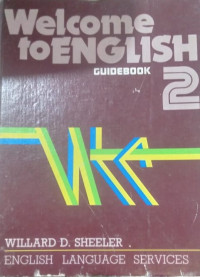 Welcome
to ENGLISH
GUIDEBOOK
2
WILLARD D. SHEELER
ENGLISH LANGUAGE SERVICES